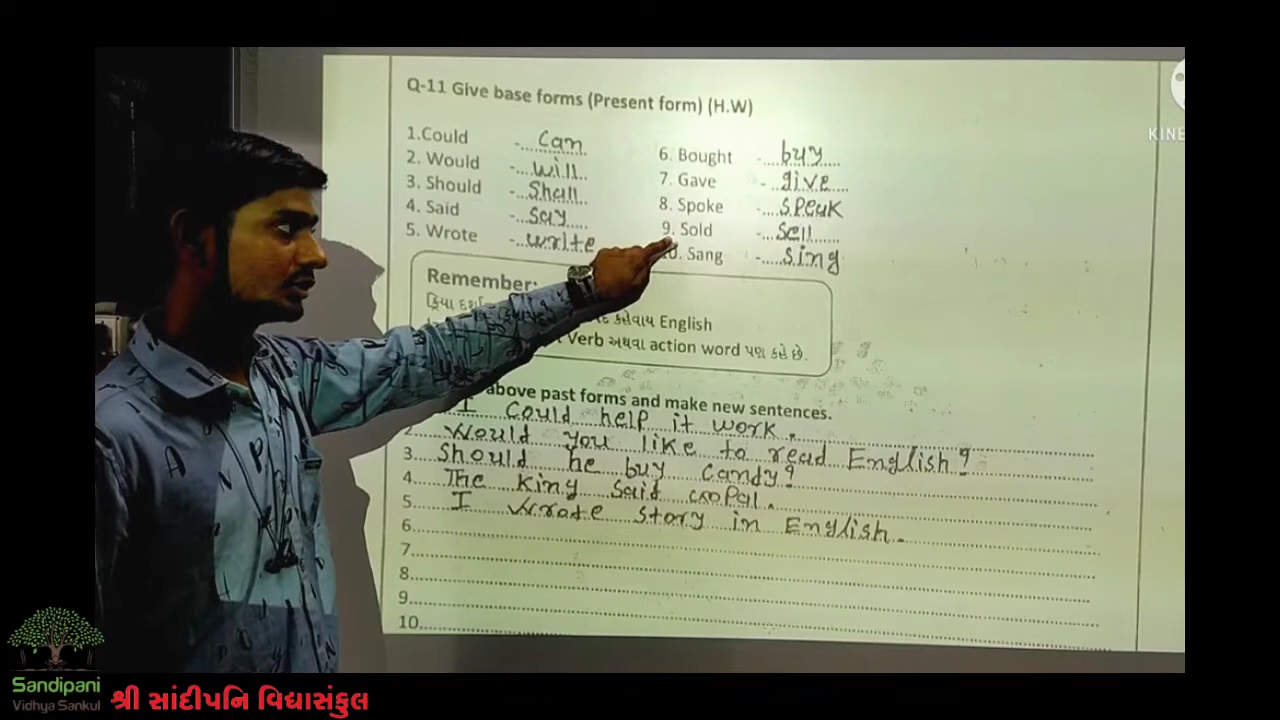 Q-11 Give base forms (Present form) (H.W)
1.Could -....can....
2. Would -....will....
3. Should -...Shall....
4. Said -...Say....
5. Wrote -...write
6. Bought -....buy....
7. Gave -...give....
8. Spoke -....speak
9. Sold -...Sell....
10. Sang -.....sing
Remember:
ક્રિયા
કહેવાય English
Verb અથવા action word પણ કહે છે.
above past forms and make new sentences.
I could help it work.
2. Would you like to read English?
3. Should he buy candy?
4. The King said
5. I wrote story in English.
6.
7.
8.
9.
10.
KINE
Sandipani
Vidhya Sankul
શ્રી સાંદીપનિ વિદ્યાસંકુલ